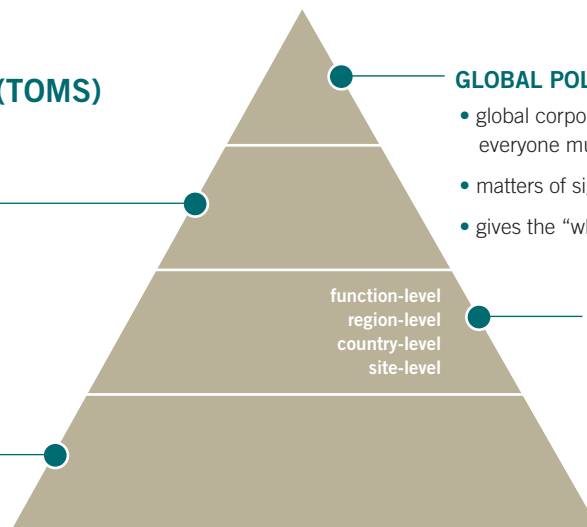 (TOMS)
GLOBAL POL
• global corpo
everyone mu
• matters of si
• gives the “wh
function-level
region-level
country-level
site-level